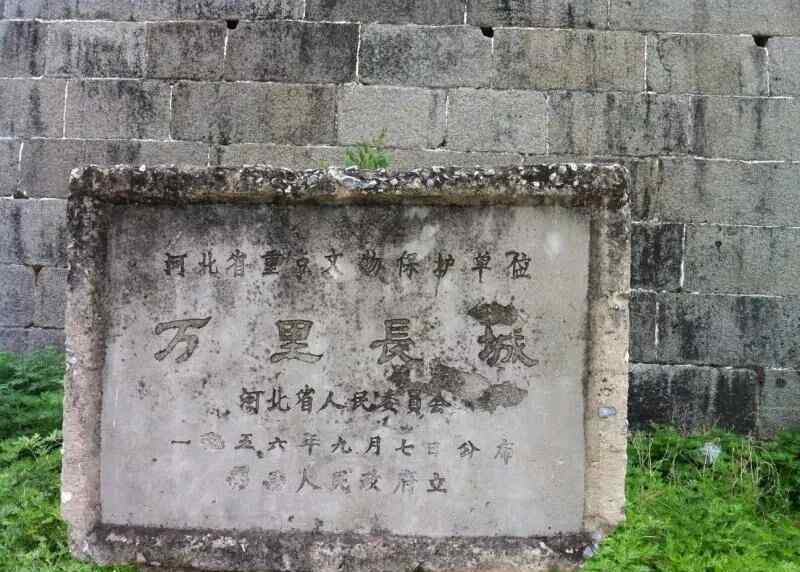 河北省重点文物保护单位
万里長城
河北省人民委員会
一九五六年九月七日公布
人民政府立